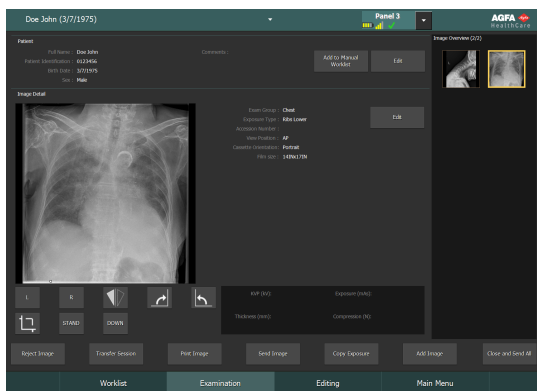 Doe John (3/7/1975)
Panel 3
AGFA
HealthCare
Patient
Full Name : Doe John
Patient Identification : 0123456
Birth Date : 3/7/1975
Sex : Male
Comments :
Add to Manual
Worklist
Edit
Image Overview (2/2)
Image Detail
Exam Group : Chest
Exposure Type : Ribs Lower
Accession Number :
View Position : AP
Cassette Orientation : Portrait
Film size : 14INx17IN
Edit
L
R
STAND
DOWN
KVP (kV):
Exposure (mAs):
Thickness (mm):
Compression (N):
Reject Image
Transfer Session
Print Image
Send Image
Copy Exposure
Add Image
Close and Send All
Worklist
Examination
Editing
Main Menu